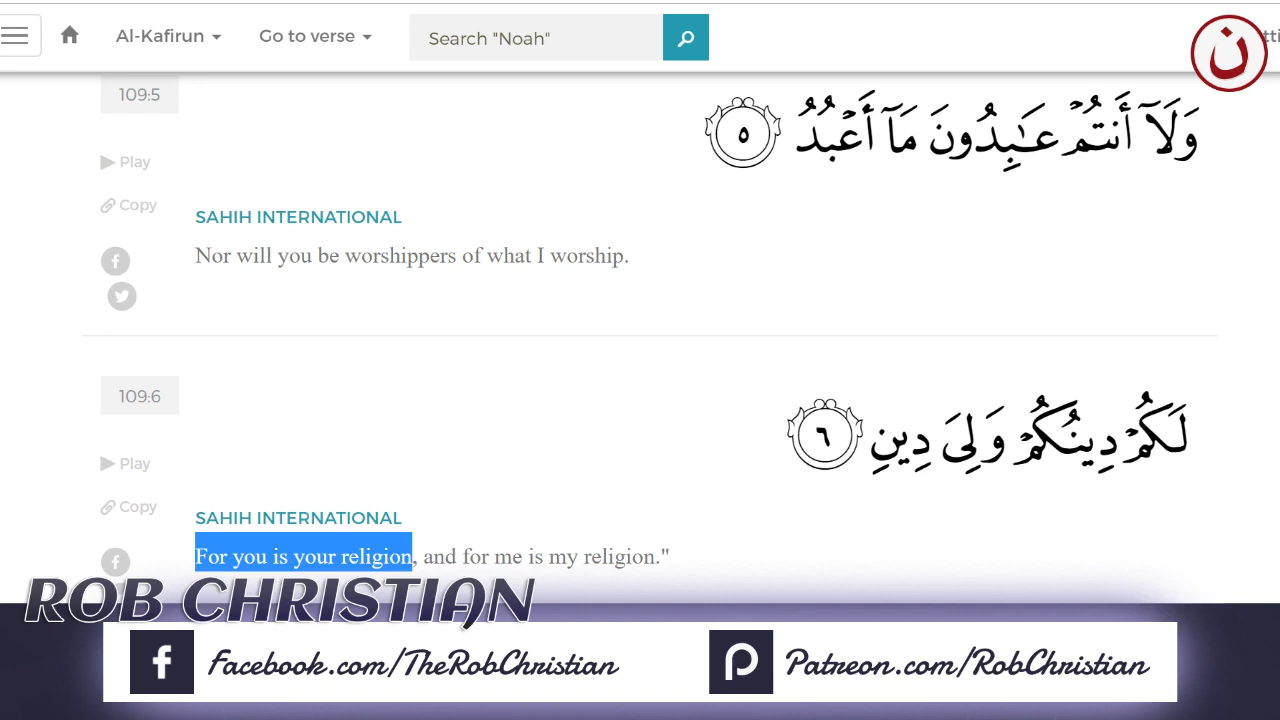 Al-Kafirun
Go to verse
Search "Noah"
tti
ن
109:5
وَلَآ أَنتُمْ عَـٰبِدُونَ مَآ أَعْبُدُ ٥
Play
Copy
SAHIH INTERNATIONAL
Nor will you be worshippers of what I worship.
109:6
لَكُمْ دِينُكُمْ وَلِىَ دِينِ ٦
Play
Copy
SAHIH INTERNATIONAL
For you is your religion, and for me is my religion."
ROB CHRISTIAN
Facebook.com/TheRobChristian
Patreon.com/RobChristian